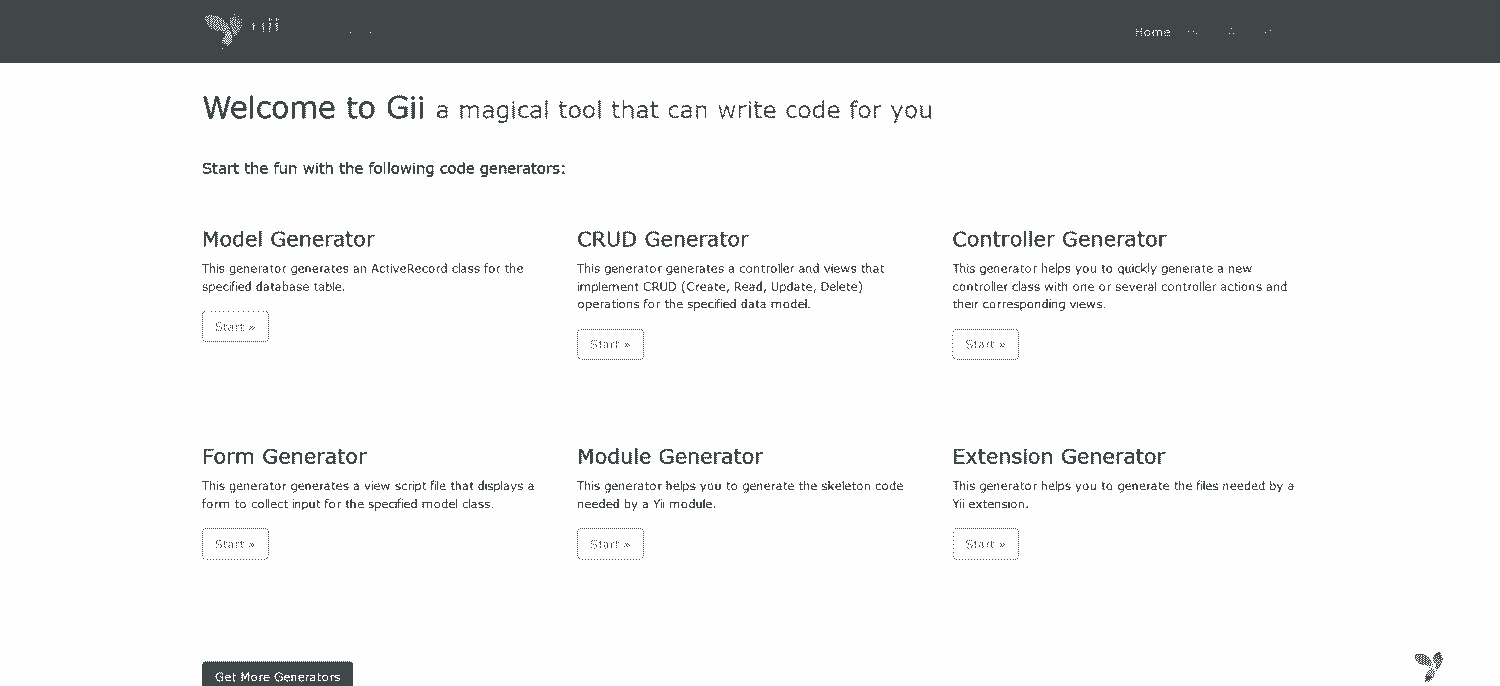 Home
Welcome to Gii a magical tool that can write code for you
Start the fun with the following code generators:
Model Generator
This generator generates an ActiveRecord class for the
specified database table.
Start »
CRUD Generator
This generator generates a controller and views that
implement CRUD (Create, Read, Update, Delete)
operations for the specified data model.
Start »
Controller Generator
This generator helps you to quickly generate a new
controller class with one or several controller actions and
their corresponding views.
Start »
Form Generator
This generator generates a view script file that displays a
form to collect input for the specified model class.
Start »
Module Generator
This generator helps you to generate the skeleton code
needed by a Yii module.
Start »
Extension Generator
This generator helps you to generate the files needed by a
Yii extension.
Start »
Get More Generators